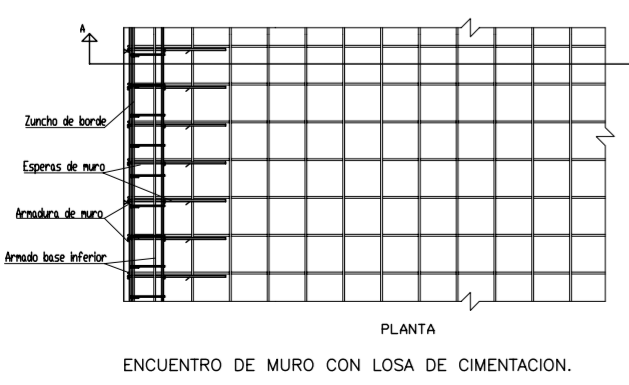 A
Zuncho de borde
Esperas de muro
Armadura de muro
Armado base inferior
PLANTA
ENCUENTRO DE MURO CON LOSA DE CIMENTACION.